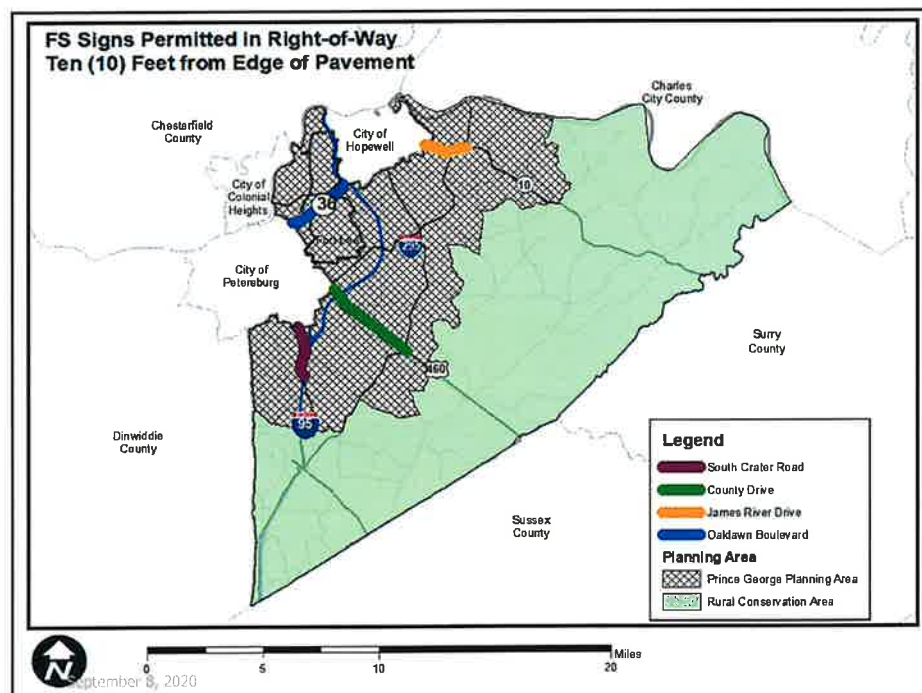 FS Signs Permitted in Right-of-Way
Ten (10) Feet from Edge of Pavement
Charles
City County
Chesterfield
County
City of
Hopewell
City of
Colonial
Heights
36
10
295
City of
Petersburg
460
Surry
County
95
Dinwiddie
County
Sussex
County
Legend
South Crater Road
County Drive
James River Drive
Oaklawn Boulevard
Planning Area
Prince George Planning Area
Rural Conservation Area
N
0
5
10
20
Miles
September 8, 2020